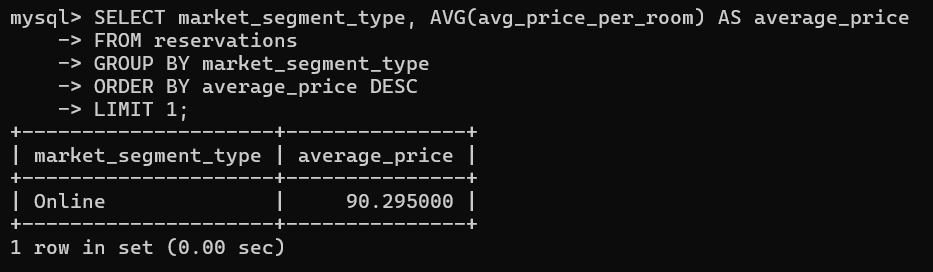 mysql> SELECT market_segment_type, AVG(avg_price_per_room) AS average_price
    -> FROM reservations
    -> GROUP BY market_segment_type
    -> ORDER BY average_price DESC
    -> LIMIT 1;
+---------------------+---------------+
| market_segment_type | average_price |
+---------------------+---------------+
| Online              |     90.295000 |
+---------------------+---------------+
1 row in set (0.00 sec)